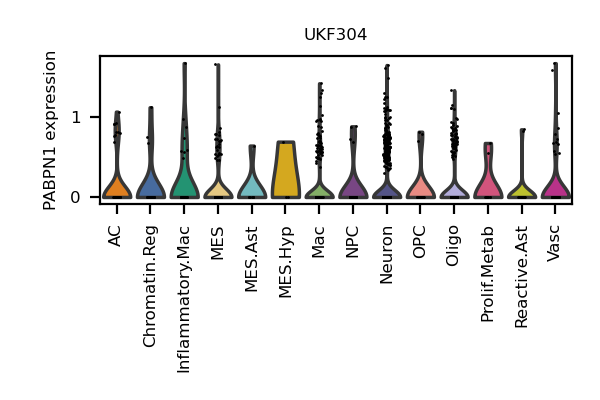 UKF304
PABPN1 expression
1
0
AC
Chromatin.Reg
Inflammatory.Mac
MES
MES.Ast
MES.Hyp
Mac
NPC
Neuron
OPC
Oligo
Prolif.Metab
Reactive.Ast
Vasc